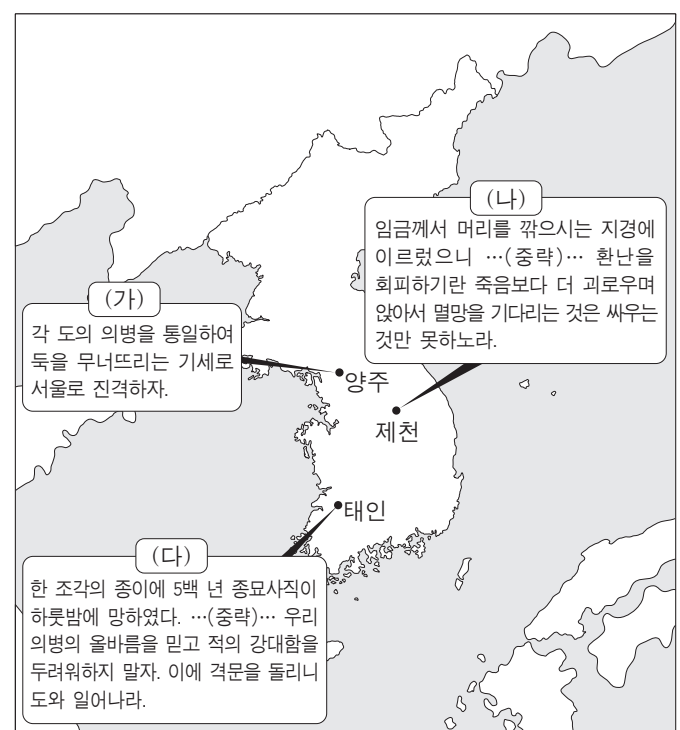 (나)
임금께서 머리를 깎으시는 지경에
이르렀으니 …(중략)… 환난을
회피하기란 죽음보다 더 괴로우며
앉아서 멸망을 기다리는 것은 싸우는
것만 못하노라.
(가)
각 도의 의병을 통일하여
둑을 무너뜨리는 기세로
서울로 진격하자.
양주
제천
태인
(다)
한 조각의 종이에 5백 년 종묘사직이
하룻밤에 망하였다. …(중략)… 우리
의병의 올바름을 믿고 적의 강대함을
두려워하지 말자. 이에 격문을 돌리니
도와 일어나라.